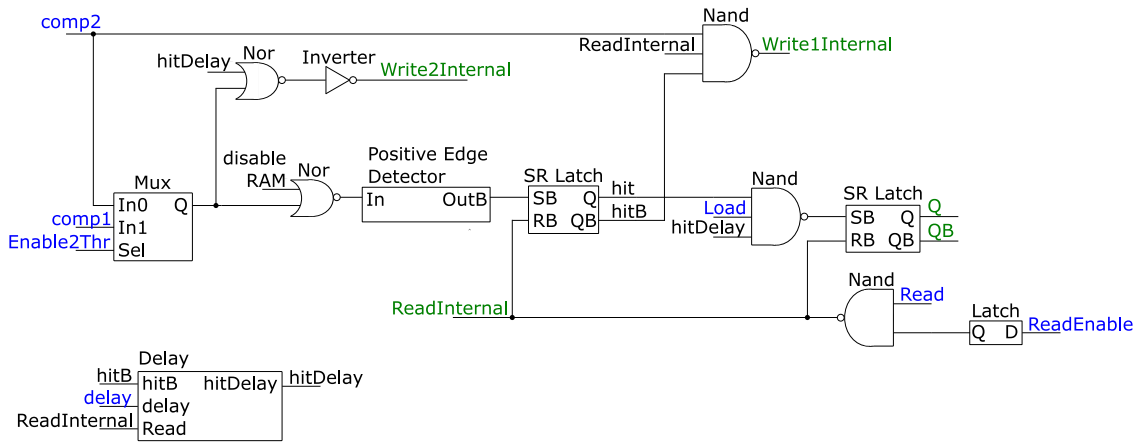 comp2
Nand
ReadInternal
Write1Internal
Nor
hitDelay
Inverter
Write2Internal
disable
RAM
Nor
Positive Edge
Detector
In
OutB
SR Latch
SB
Q
RB
QB
hit
hitB
Nand
Load
hitDelay
SR Latch
SB
Q
RB
QB
Q
QB
Mux
In0
Q
In1
Sel
comp1
Enable2Thr
ReadInternal
Nand
Read
Latch
Q
D
ReadEnable
Delay
hitB
hitB
hitDelay
hitDelay
delay
delay
ReadInternal
Read